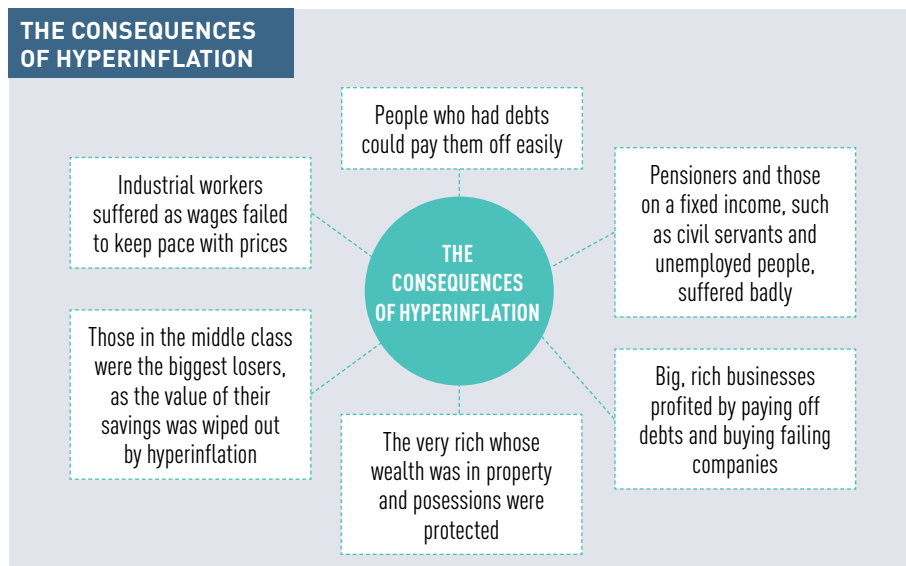 THE CONSEQUENCES
OF HYPERINFLATION
People who had debts
could pay them off easily
Industrial workers
suffered as wages failed
to keep pace with prices
Pensioners and those
on a fixed income, such
as civil servants and
unemployed people,
suffered badly
THE
CONSEQUENCES
OF HYPERINFLATION
Those in the middle class
were the biggest losers,
as the value of their
savings was wiped out
by hyperinflation
Big, rich businesses
profited by paying off
debts and buying failing
companies
The very rich whose
wealth was in property
and posessions were
protected